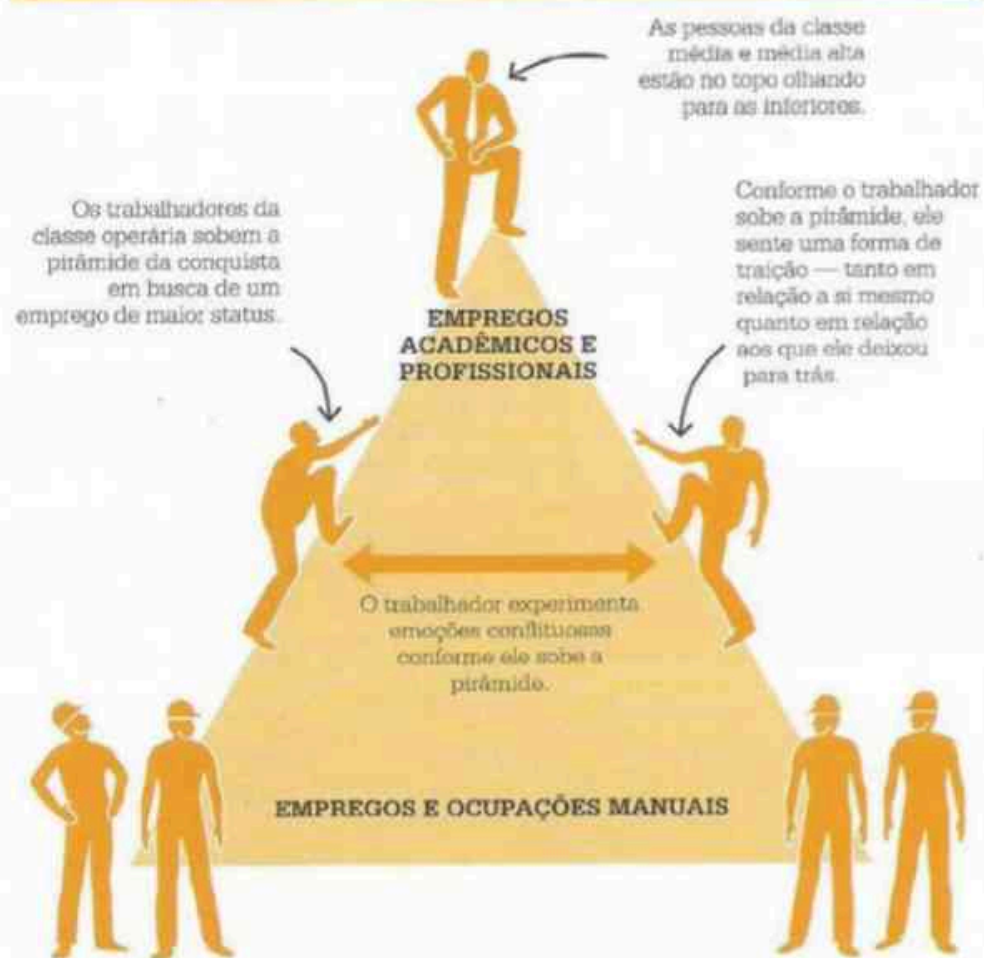 As pessoas da classe
média e média alta
estão no topo olhando
para as inferiores.
Os trabalhadores da
classe operária sobem a
pirâmide da conquista
em busca de um
emprego de maior status.
Conforme o trabalhador
sobe a pirâmide, ele
sente uma forma de
traição — tanto em
relação a si mesmo
quanto em relação
aos que ele deixou
para trás.
EMPREGOS
ACADÊMICOS E
PROFISSIONAIS
O trabalhador experimenta
emoções conflituosas
conforme ele sobe a
pirâmide.
EMPREGOS E OCUPAÇÕES MANUAIS